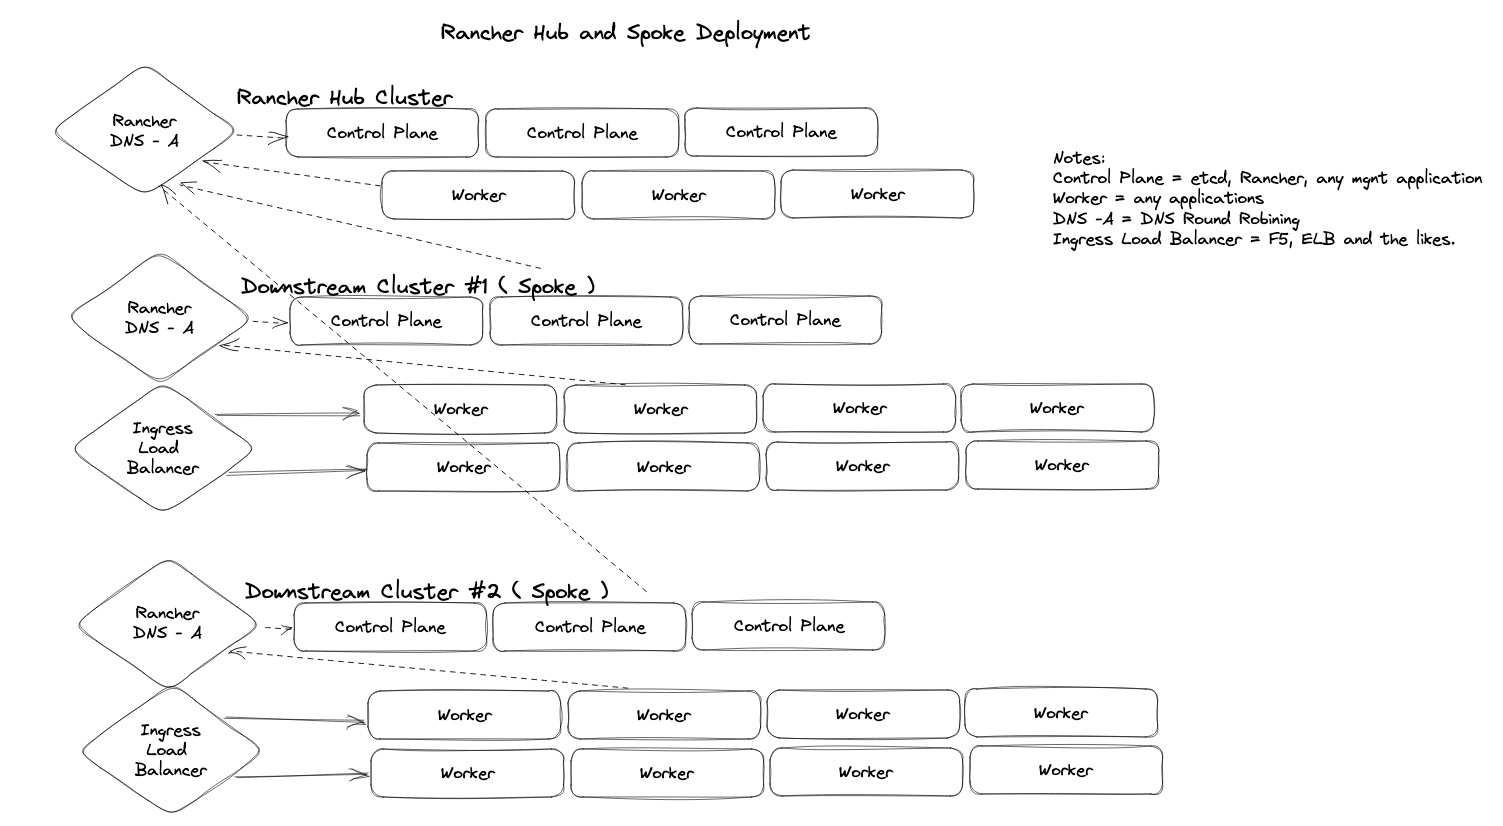 Rancher Hub and Spoke Deployment
Rancher Hub Cluster
Rancher
DNS - A
Control Plane
Control Plane
Control Plane
Worker
Worker
Worker
Notes:
Control Plane = etcd, Rancher, any mgnt application
Worker = any applications
DNS -A = DNS Round Robining
Ingress Load Balancer = F5, ELB and the likes.
Downstream Cluster #1 ( Spoke )
Rancher
DNS - A
Control Plane
Control Plane
Control Plane
Ingress
Load
Balancer
Worker
Worker
Worker
Worker
Worker
Worker
Worker
Worker
Downstream Cluster #2 ( Spoke )
Rancher
DNS - A
Control Plane
Control Plane
Control Plane
Ingress
Load
Balancer
Worker
Worker
Worker
Worker
Worker
Worker
Worker
Worker